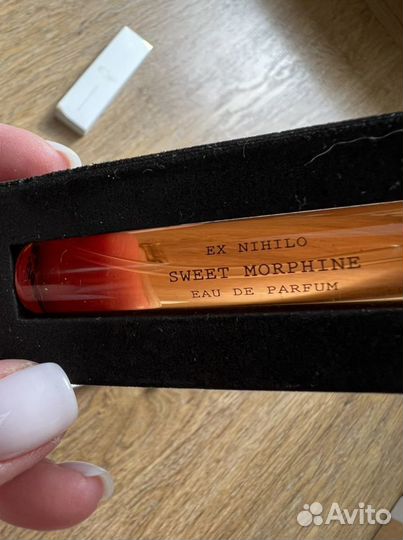 EX NIHILO
SWEET MORPHINE
EAU DE PARFUM
Avito